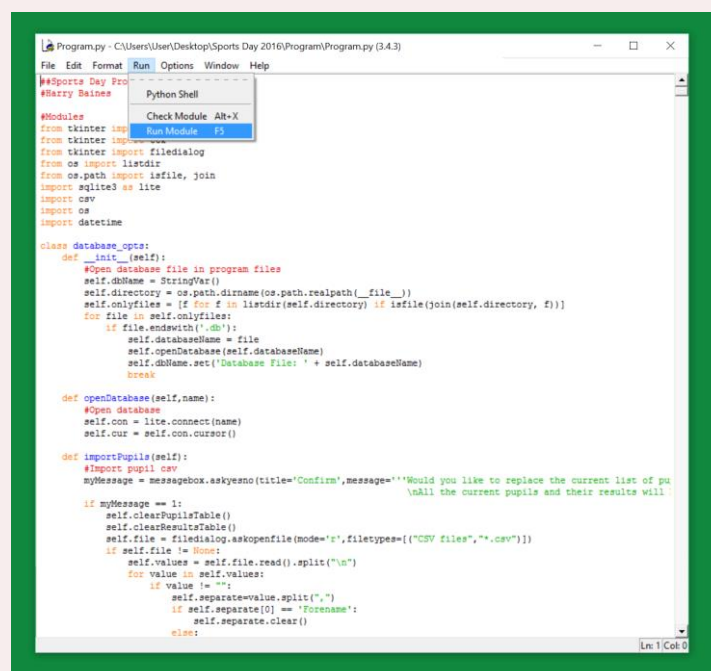 Program.py - C:\Users\User\Desktop\Sports Day 2016\Program\Program.py (3.4.3)
File Edit Format Run Options Window Help
##Sports Day Pro
#Harry Baines
Python Shell
Check Module Alt+X
Run Module F5
#Modules
from tkinter imp
from tkinter
from tkinter import filedialog
from os import listdir
from os.path import isfile, join
import sqlite3 as lite
import csv
import os
import datetime
class database_opts:
def __init__(self):
#Open database file in program files
self.dbName = StringVar()
self.directory = os.path.dirname(os.path.realpath(__file__))
self.onlyfiles = [f for f in listdir(self.directory) if isfile(join(self.directory, f))]
for file in self.onlyfiles:
if file.endswith('.db'):
self.databaseName = file
self.openDatabase(self.databaseName)
self.dbName.set('Database File: ' + self.databaseName)
break
def openDatabase(self,name):
#Open database
self.con = lite.connect(name)
self.cur = self.con.cursor()
def importPupils(self):
#Import pupil csv
myMessage = messagebox.askyesno(title='Confirm',message='''Would you like to replace the current list of pu
\nAll the current pupils and their results will
if myMessage == 1:
self.clearPupilsTable()
self.clearResultsTable()
self.file = filedialog.askopenfile(mode='r',filetypes=[("CSV files","*.csv")])
if self.file != None:
self.values = self.file.read().split("\n")
for value in self.values:
if value != "":
self.separate=value.split(",")
if self.separate[0] == 'Forename':
self.separate.clear()
else:
Ln: 1 Col: 0